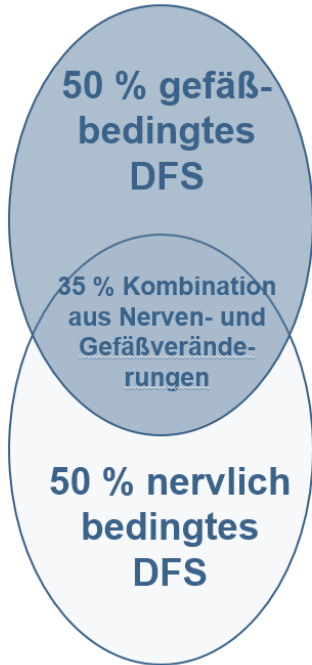 50 % gefäß-
bedingtes
DFS
35 % Kombination
aus Nerven- und
Gefäßverände-
rungen
50 % nervlich
bedingtes
DFS